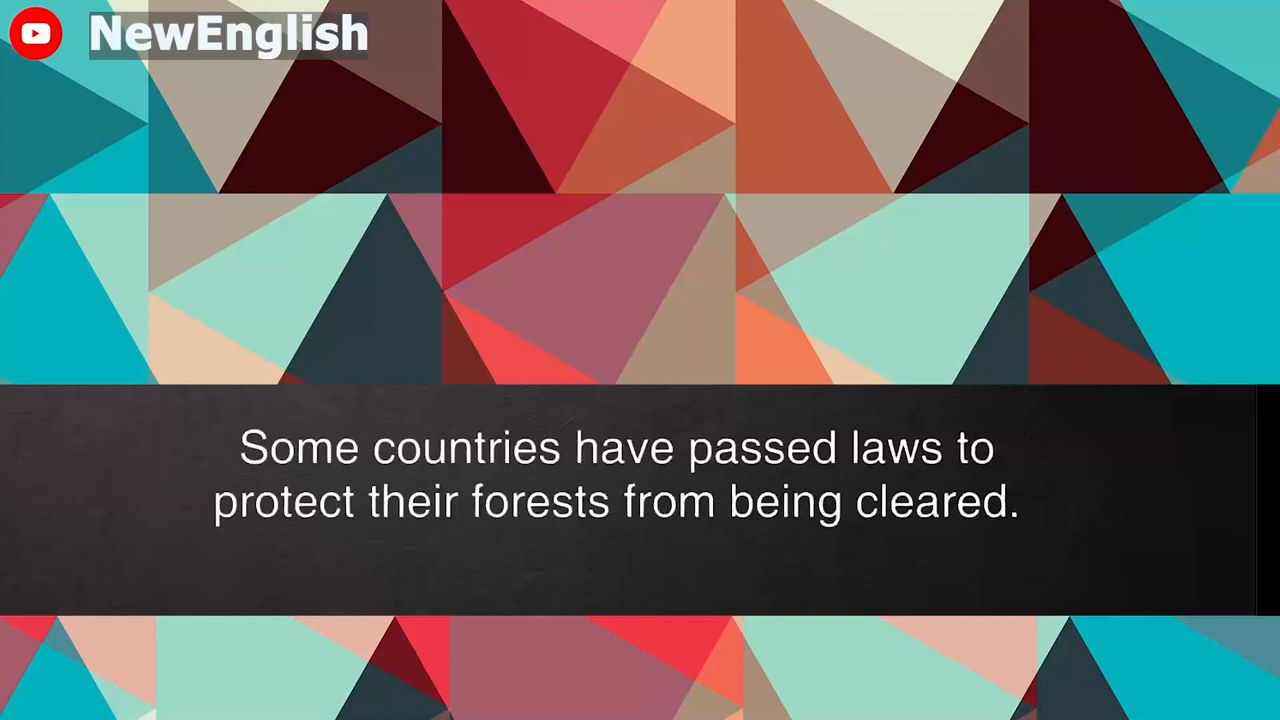 NewEnglish
Some countries have passed laws to
protect their forests from being cleared.